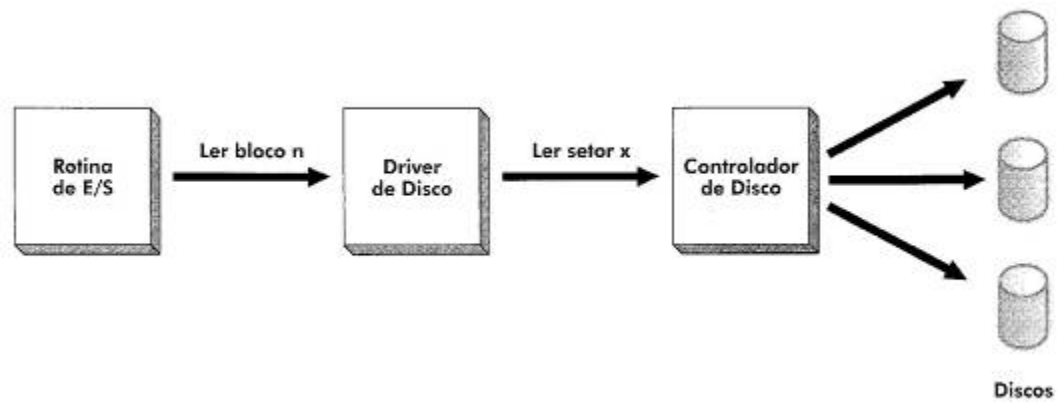 Rotina
de E/S
Ler bloco n
Driver
de Disco
Ler setor x
Controlador
de Disco
Discos